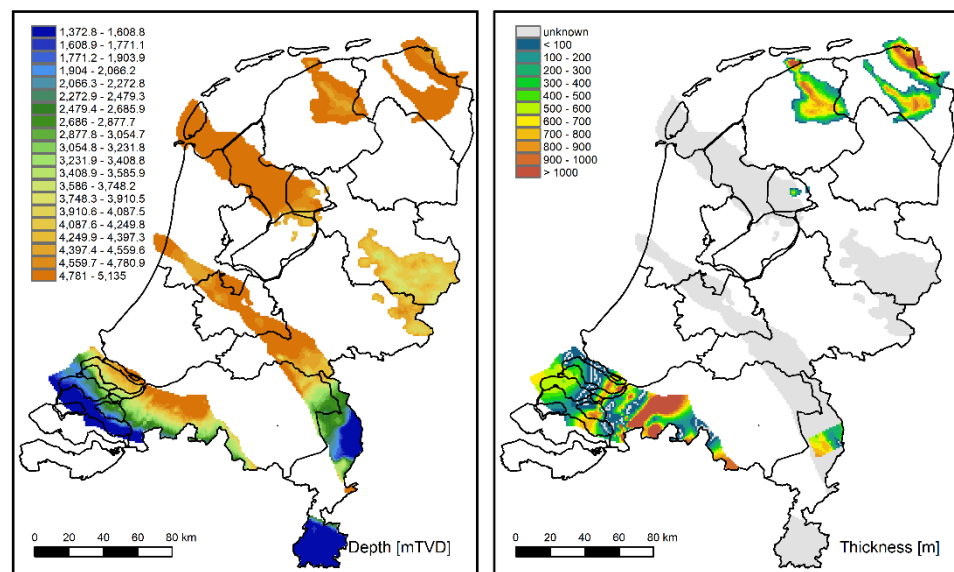 1,372.8 - 1,608.8
1,608.9 - 1,771.1
1,771.2 - 1,903.9
1,904 - 2,066.2
2,066.3 - 2,272.8
2,272.9 - 2,479.3
2,479.4 - 2,685.9
2,686 - 2,877.7
2,877.8 - 3,054.7
3,054.8 - 3,231.8
3,231.9 - 3,408.8
3,408.9 - 3,585.9
3,586 - 3,748.2
3,748.3 - 3,910.5
3,910.6 - 4,087.5
4,087.6 - 4,249.8
4,249.9 - 4,397.3
4,397.4 - 4,559.6
4,559.7 - 4,780.9
4,781 - 5,135
0 20 40 80 km
Depth [mTVD]
unknown
< 100
100 - 200
200 - 300
300 - 400
400 - 500
500 - 600
600 - 700
700 - 800
800 - 900
900 - 1000
> 1000
0 20 40 80 km
Thickness [m]